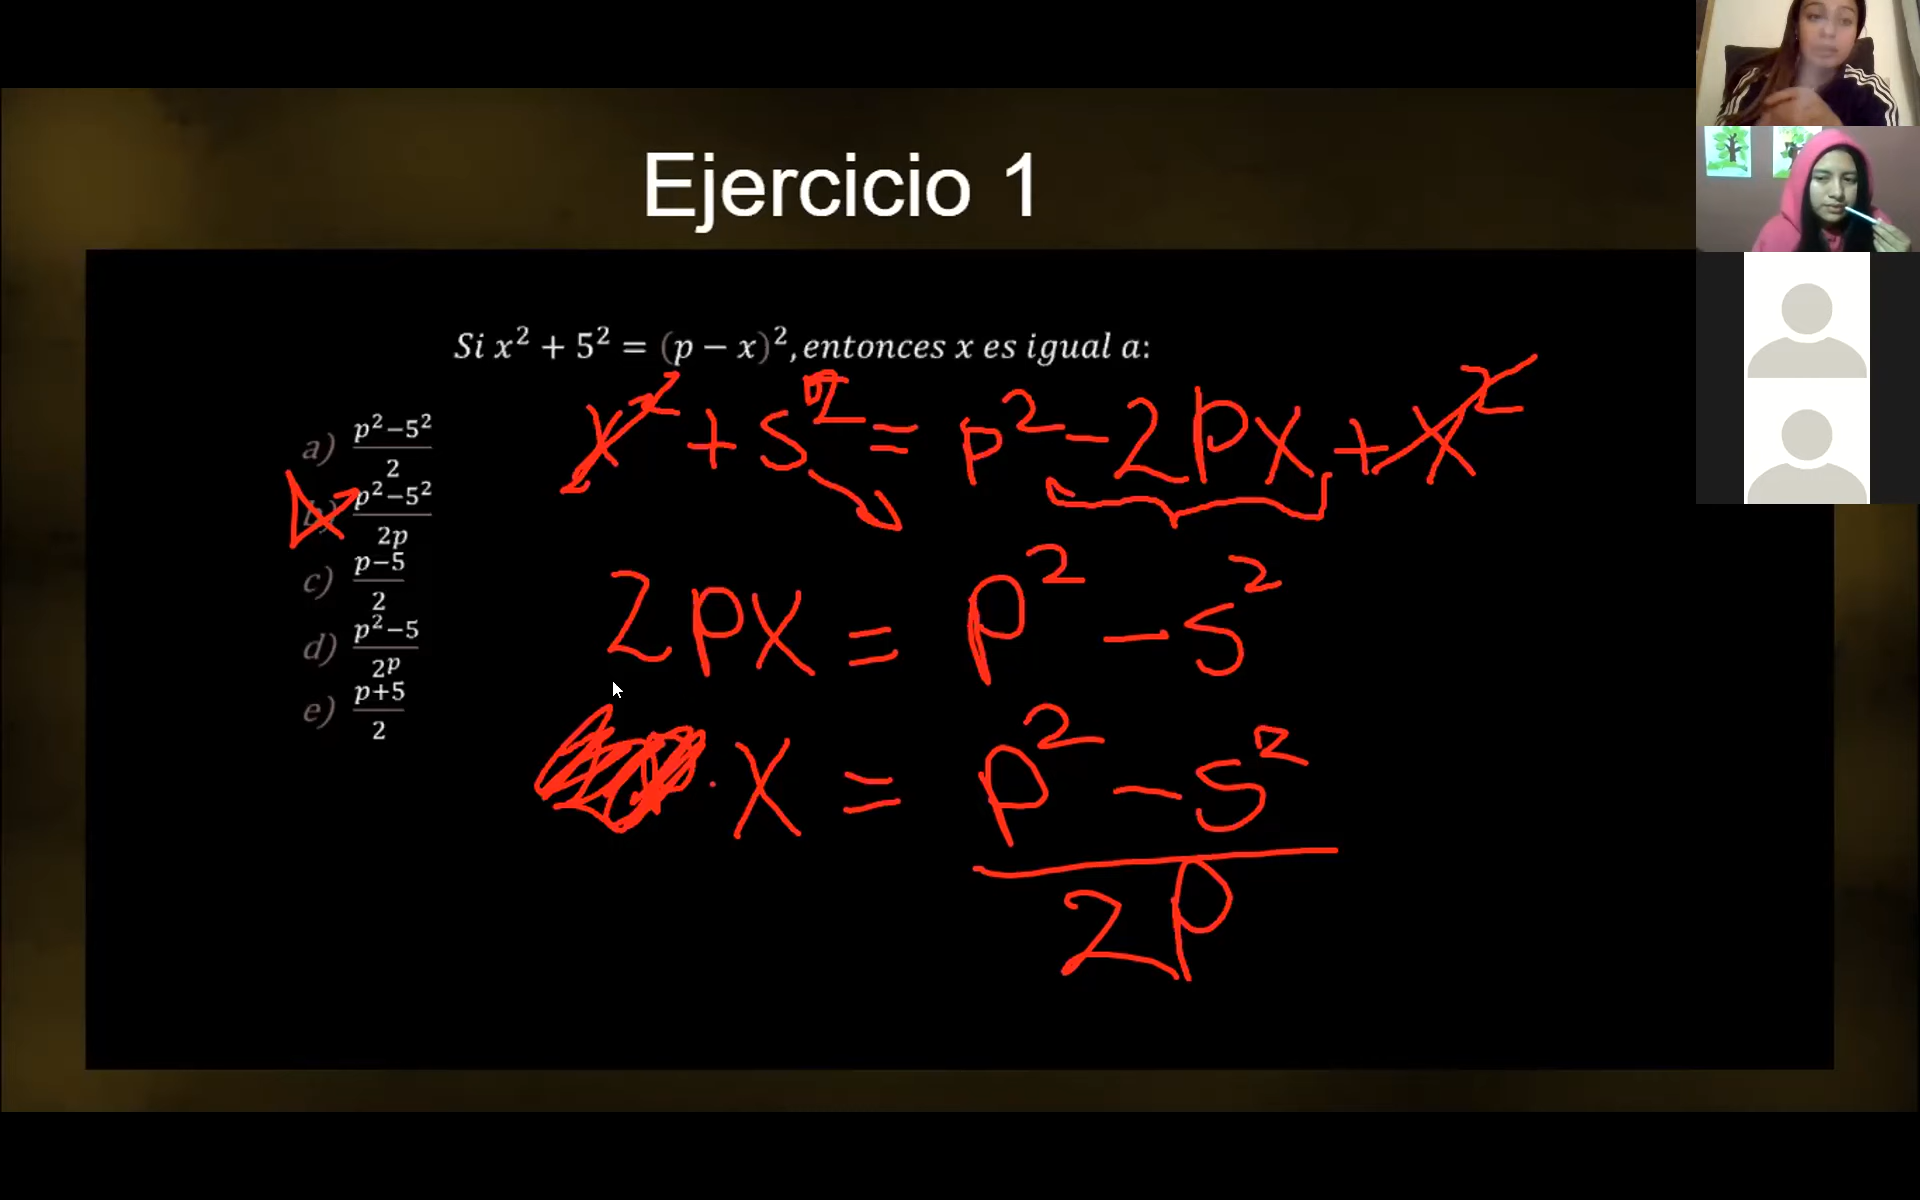 Ejercicio 1
Si x² + 5² = (p − x)², entonces x es igual a:
x² + 5² = p² − 2px + x²
a) (p²−5²)/2
b) (p²−5²)/2p
c) (p−5)/2
d) (p²−5)/2ᵖ
e) (p+5)/2
2px = p² − 5²
· x = (p² − 5²)/2p